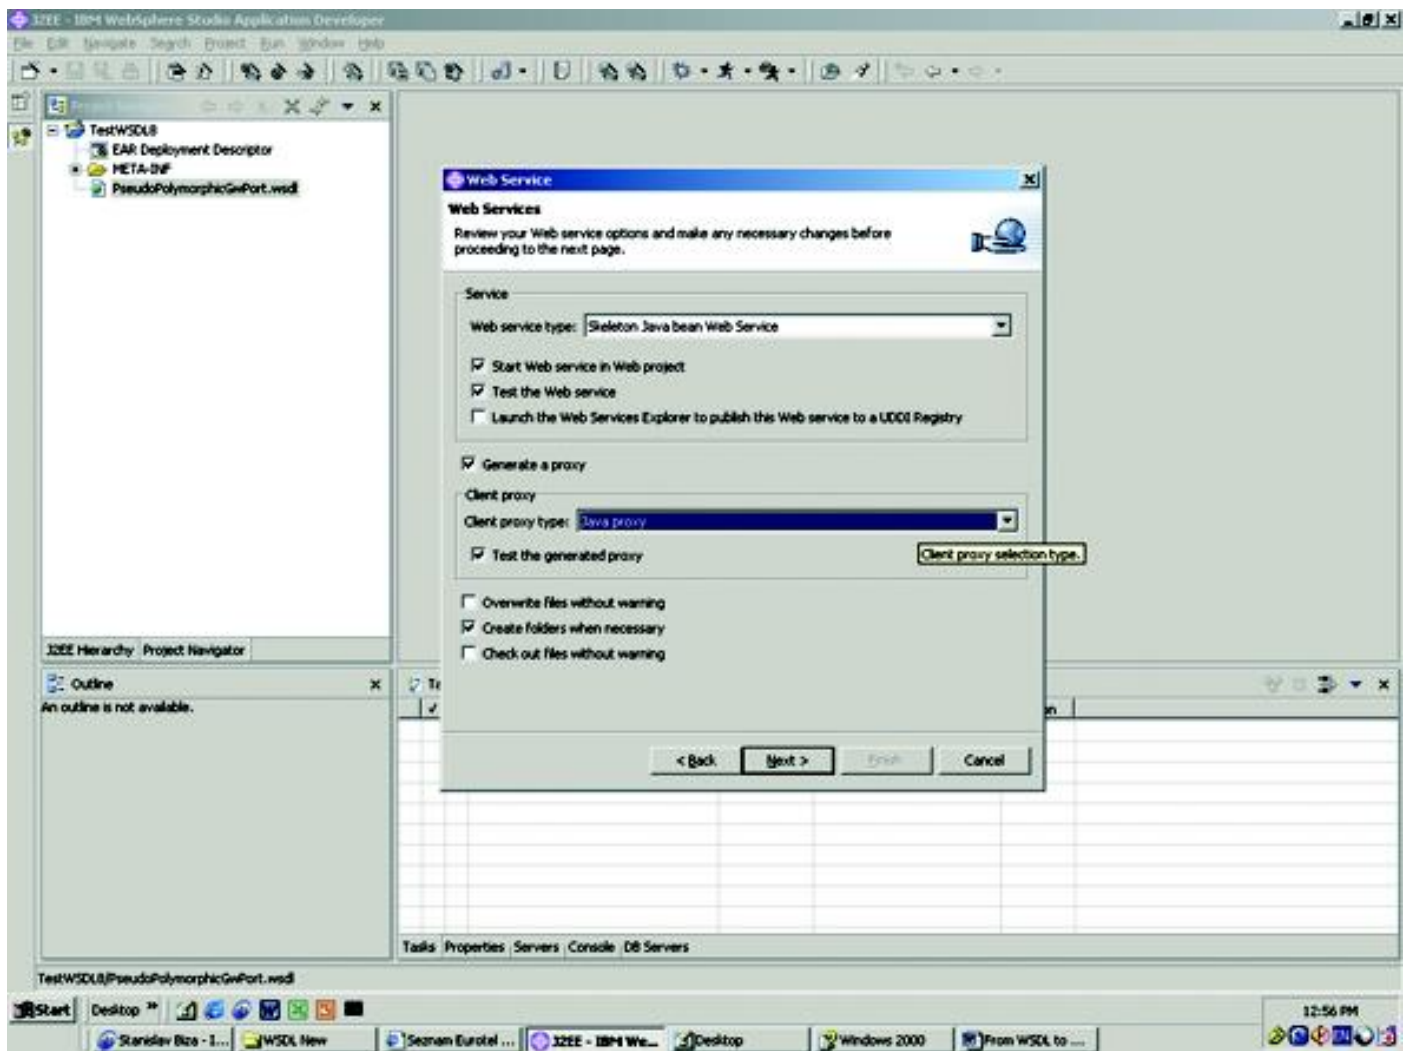 J2EE - IBM WebSphere Studio Application Developer
File Edit Navigate Search Project Run Window Help
TestWSDL8
EAR Deployment Descriptor
META-INF
PseudoPolymorphicGwPort.wsdl
J2EE Hierarchy Project Navigator
Outline
An outline is not available.
Web Service
Web Services
Review your Web service options and make any necessary changes before
proceeding to the next page.
Service
Web service type: Skeleton Java bean Web Service
Start Web service in Web project
Test the Web service
Launch the Web Services Explorer to publish this Web service to a UDDI Registry
Generate a proxy
Client proxy
Client proxy type: Java proxy
Client proxy selection type.
Test the generated proxy
Overwrite files without warning
Create folders when necessary
Check out files without warning
< Back Next > Finish Cancel
Ta
on
Tasks Properties Servers Console DB Servers
TestWSDL8/PseudoPolymorphicGwPort.wsdl
Start Desktop » 12:56 PM
Stanislav Biza - I... WSDL New Seznam Eurotel ... J2EE - IBM We... Desktop Windows 2000 From WSDL to ...